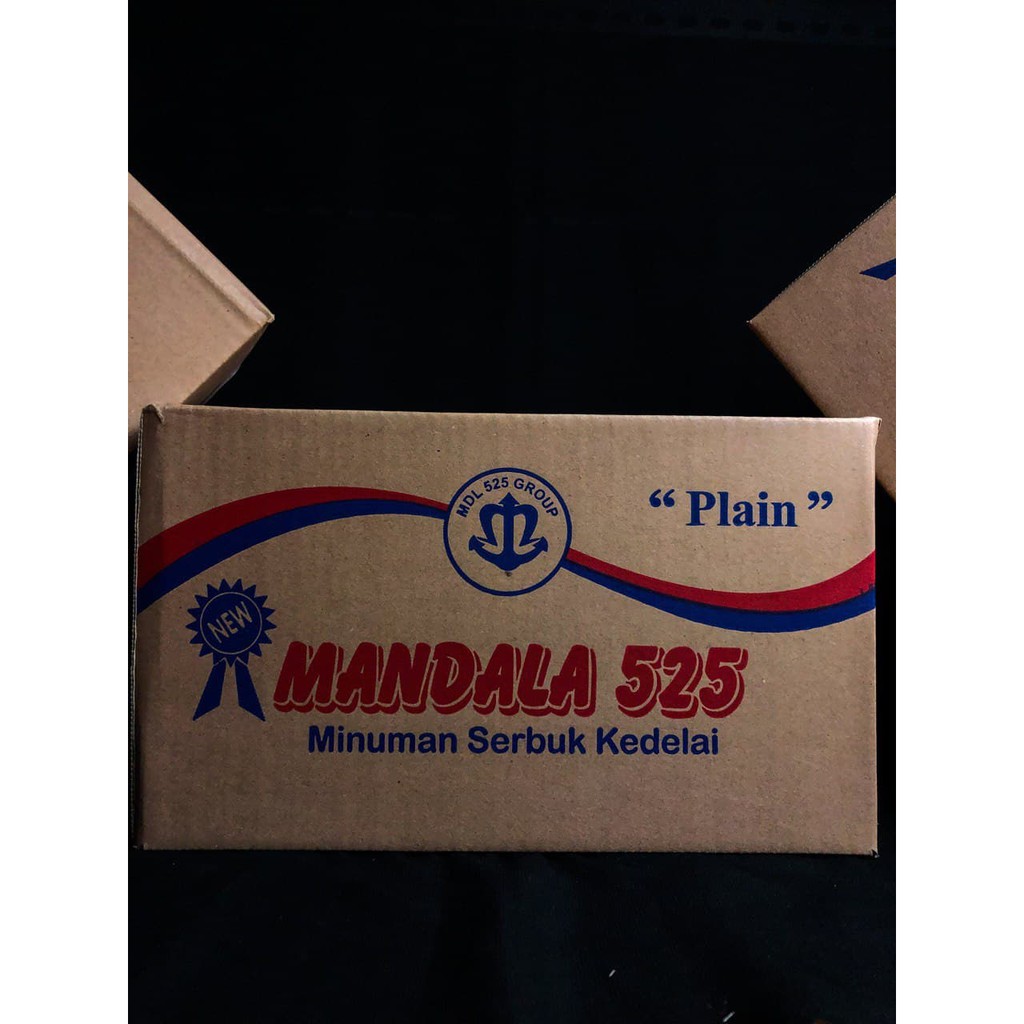 MDL 525 GROUP
“ Plain ”
NEW
MANDALA 525
Minuman Serbuk Kedelai